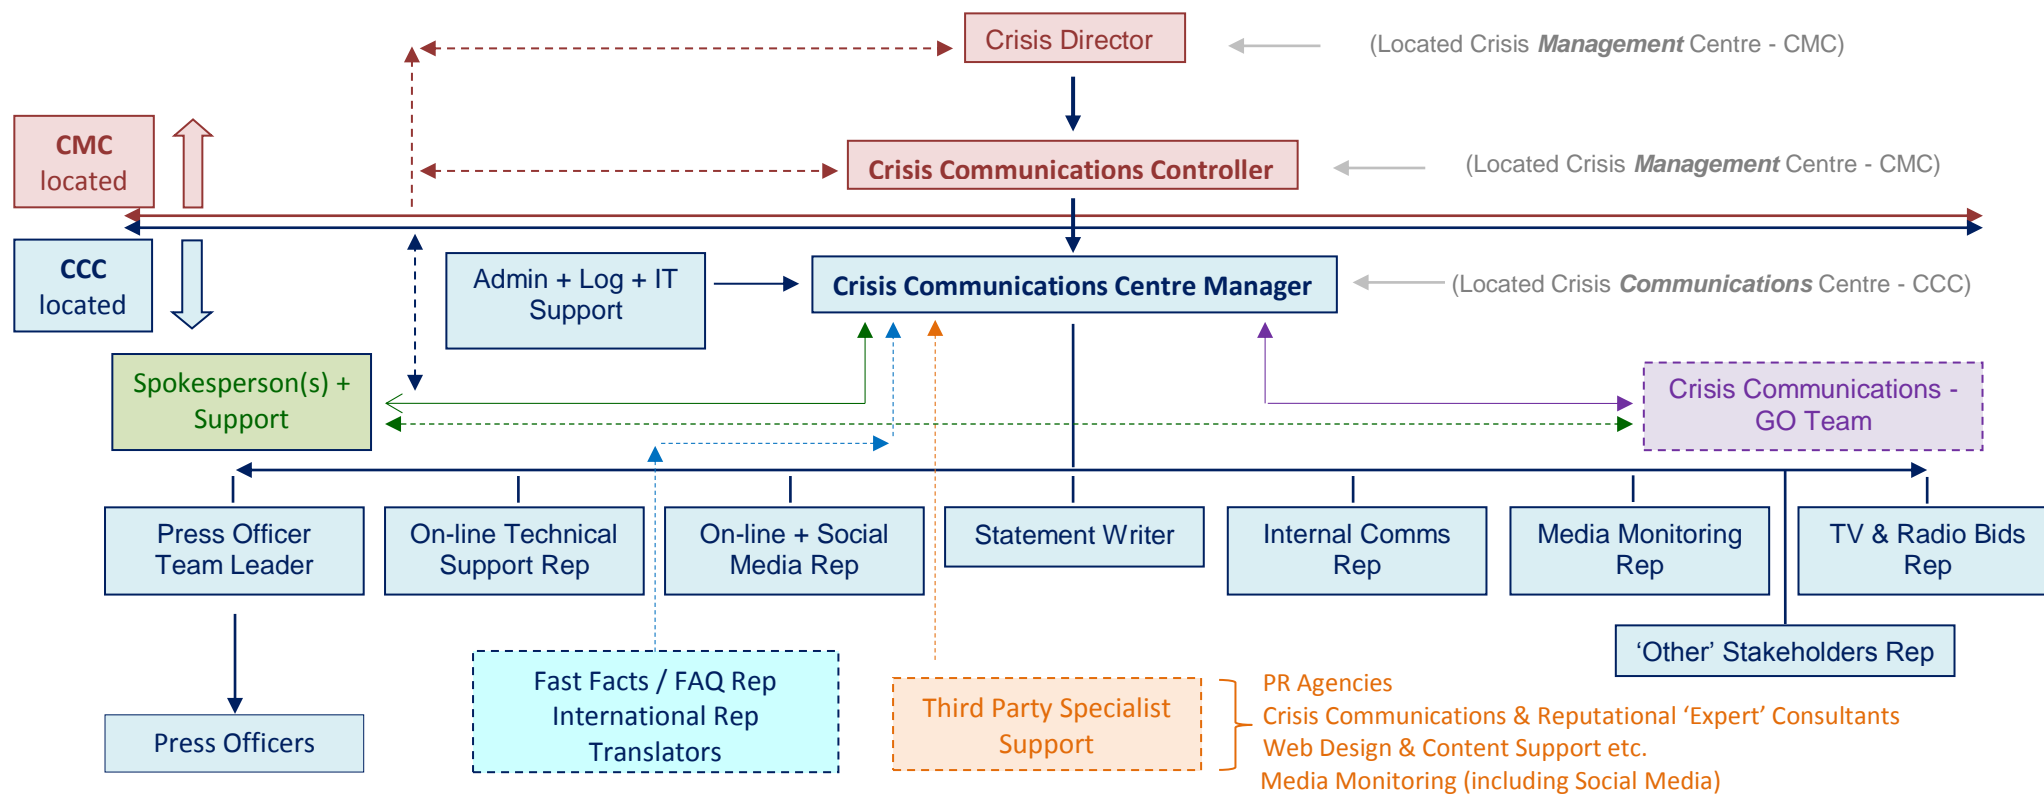 Crisis Director
(Located Crisis Management Centre - CMC)
CMC
located
Crisis Communications Controller
(Located Crisis Management Centre - CMC)
CCC
located
Admin + Log + IT
Support
Crisis Communications Centre Manager
(Located Crisis Communications Centre - CCC)
Spokesperson(s) +
Support
Crisis Communications -
GO Team
Press Officer
Team Leader
On-line Technical
Support Rep
On-line + Social
Media Rep
Statement Writer
Internal Comms
Rep
Media Monitoring
Rep
TV & Radio Bids
Rep
‘Other’ Stakeholders Rep
Press Officers
Fast Facts / FAQ Rep
International Rep
Translators
Third Party Specialist
Support
PR Agencies
Crisis Communications & Reputational ‘Expert’ Consultants
Web Design & Content Support etc.
Media Monitoring (including Social Media)